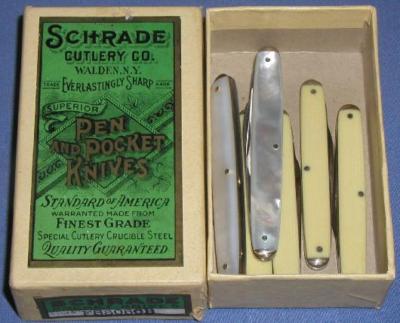 SCHRADE
CUTLERY CO.
WALDEN, N.Y.
TRADE EVERLASTINGLY SHARP MARK
SUPERIOR
PEN
AND POCKET
KNIVES
STANDARD OF AMERICA
WARRANTED MADE FROM
FINEST GRADE
SPECIAL CUTLERY CRUCIBLE STEEL
QUALITY GUARANTEED
SCHRADE